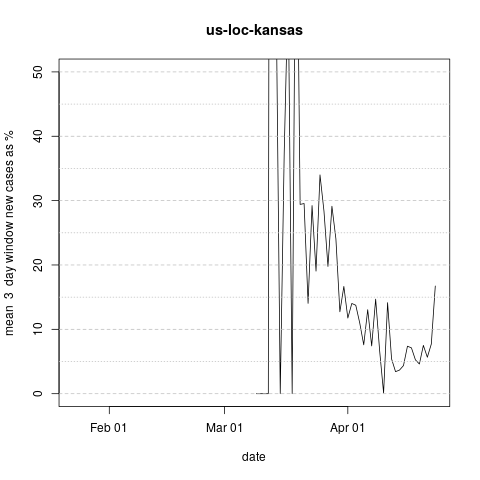 us-loc-kansas
mean  3  day window new cases as %
50
40
30
20
10
0
Feb 01
Mar 01
Apr 01
date